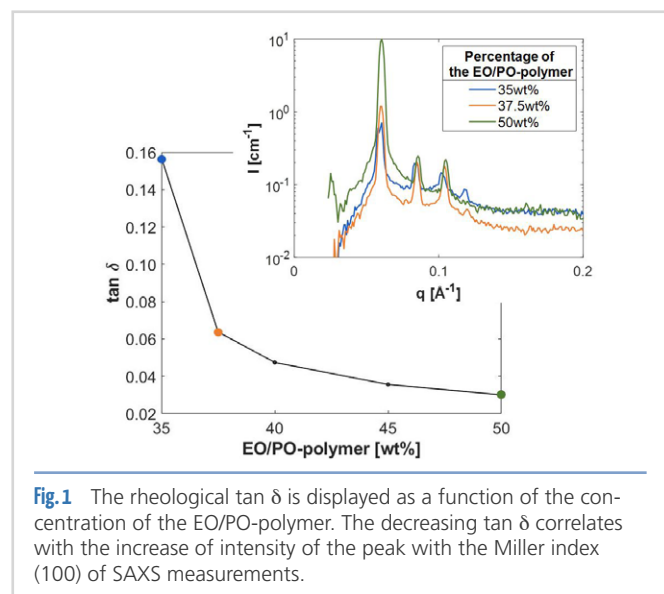 10¹
10⁰
10⁻¹
10⁻²
I [cm⁻¹]
Percentage of
the EO/PO-polymer
35wt%
37.5wt%
50wt%
0
0.1
0.2
q [A⁻¹]
0.16
0.14
0.12
0.10
0.08
0.06
0.04
0.02
tan δ
35
40
45
50
EO/PO-polymer [wt%]
Fig. 1 The rheological tan δ is displayed as a function of the con-
centration of the EO/PO-polymer. The decreasing tan δ correlates
with the increase of intensity of the peak with the Miller index
(100) of SAXS measurements.